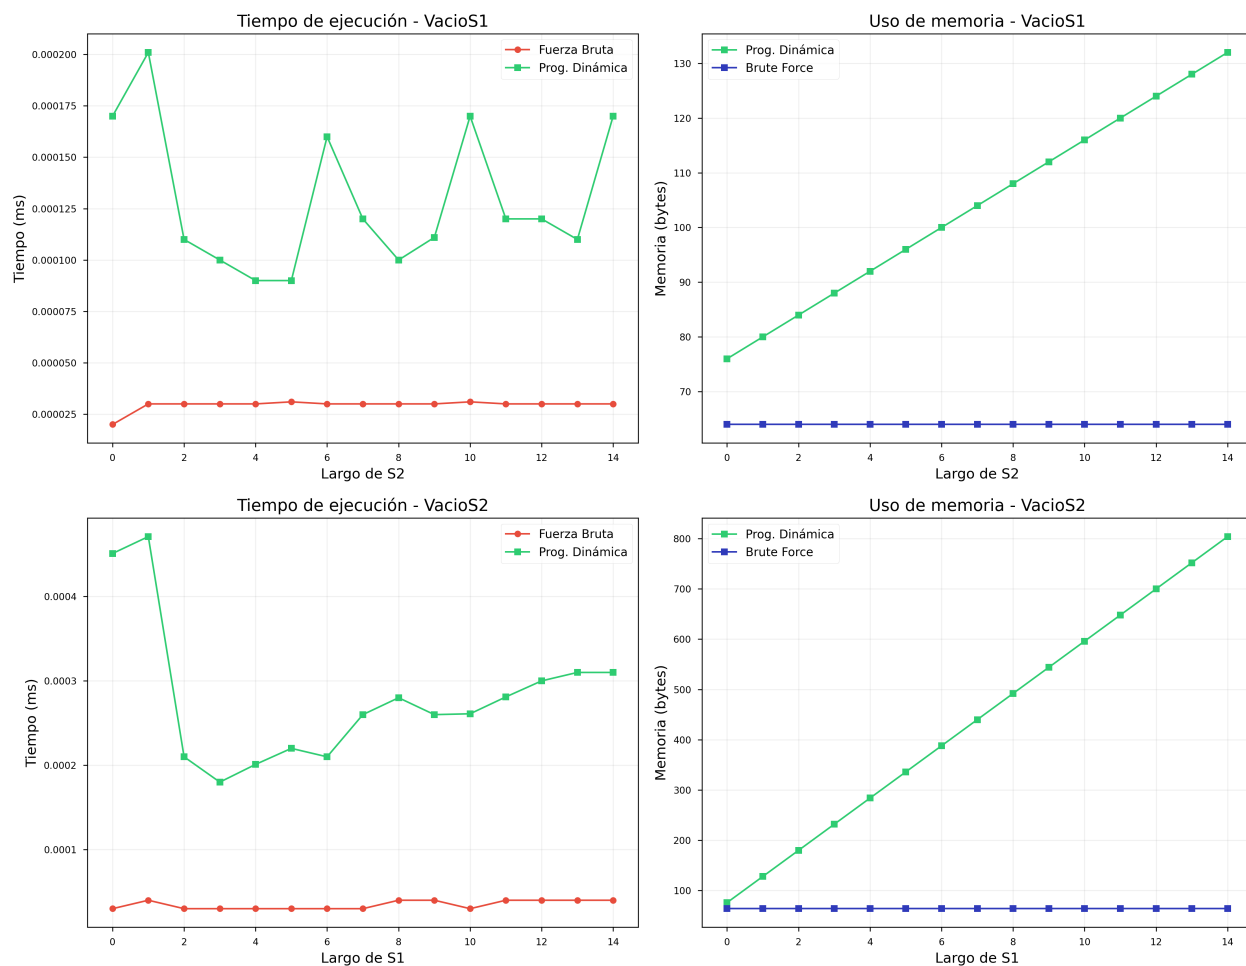 Tiempo de ejecución - VacioS1
Fuerza Bruta
Prog. Dinámica
Tiempo (ms)
0.000200
0.000175
0.000150
0.000125
0.000100
0.000075
0.000050
0.000025
0 2 4 6 8 10 12 14
Largo de S2
Uso de memoria - VacioS1
Prog. Dinámica
Brute Force
Memoria (bytes)
130
120
110
100
90
80
70
0 2 4 6 8 10 12 14
Largo de S2
Tiempo de ejecución - VacioS2
Fuerza Bruta
Prog. Dinámica
Tiempo (ms)
0.0004
0.0003
0.0002
0.0001
0 2 4 6 8 10 12 14
Largo de S1
Uso de memoria - VacioS2
Prog. Dinámica
Brute Force
Memoria (bytes)
800
700
600
500
400
300
200
100
0 2 4 6 8 10 12 14
Largo de S1